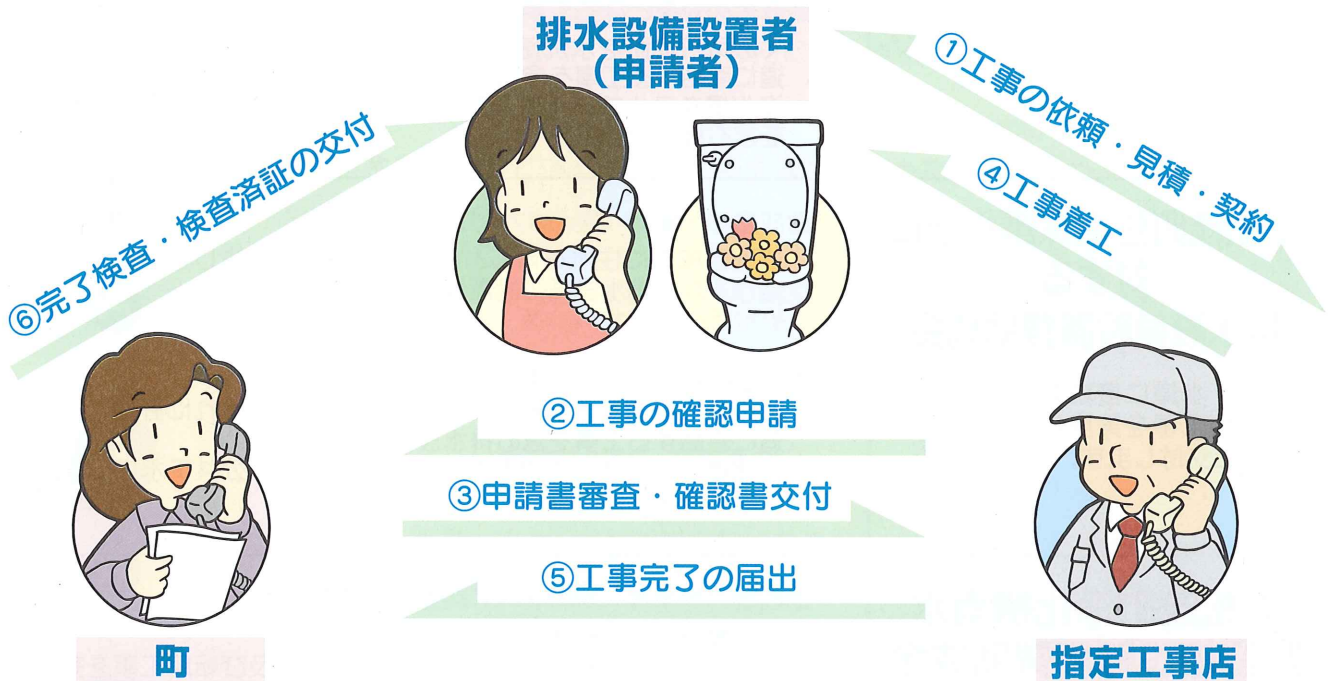 排水設備設置者
（申請者）
①工事の依頼・見積・契約
④工事着工
⑥完了検査・検査済証の交付
②工事の確認申請
③申請書審査・確認書交付
⑤工事完了の届出
町
指定工事店